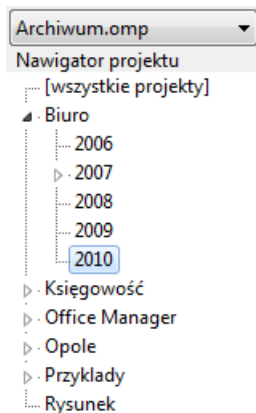 Archiwum.omp
Nawigator projektu
[wszystkie projekty]
Biuro
2006
2007
2008
2009
2010
Księgowość
Office Manager
Opole
Przyklady
Rysunek